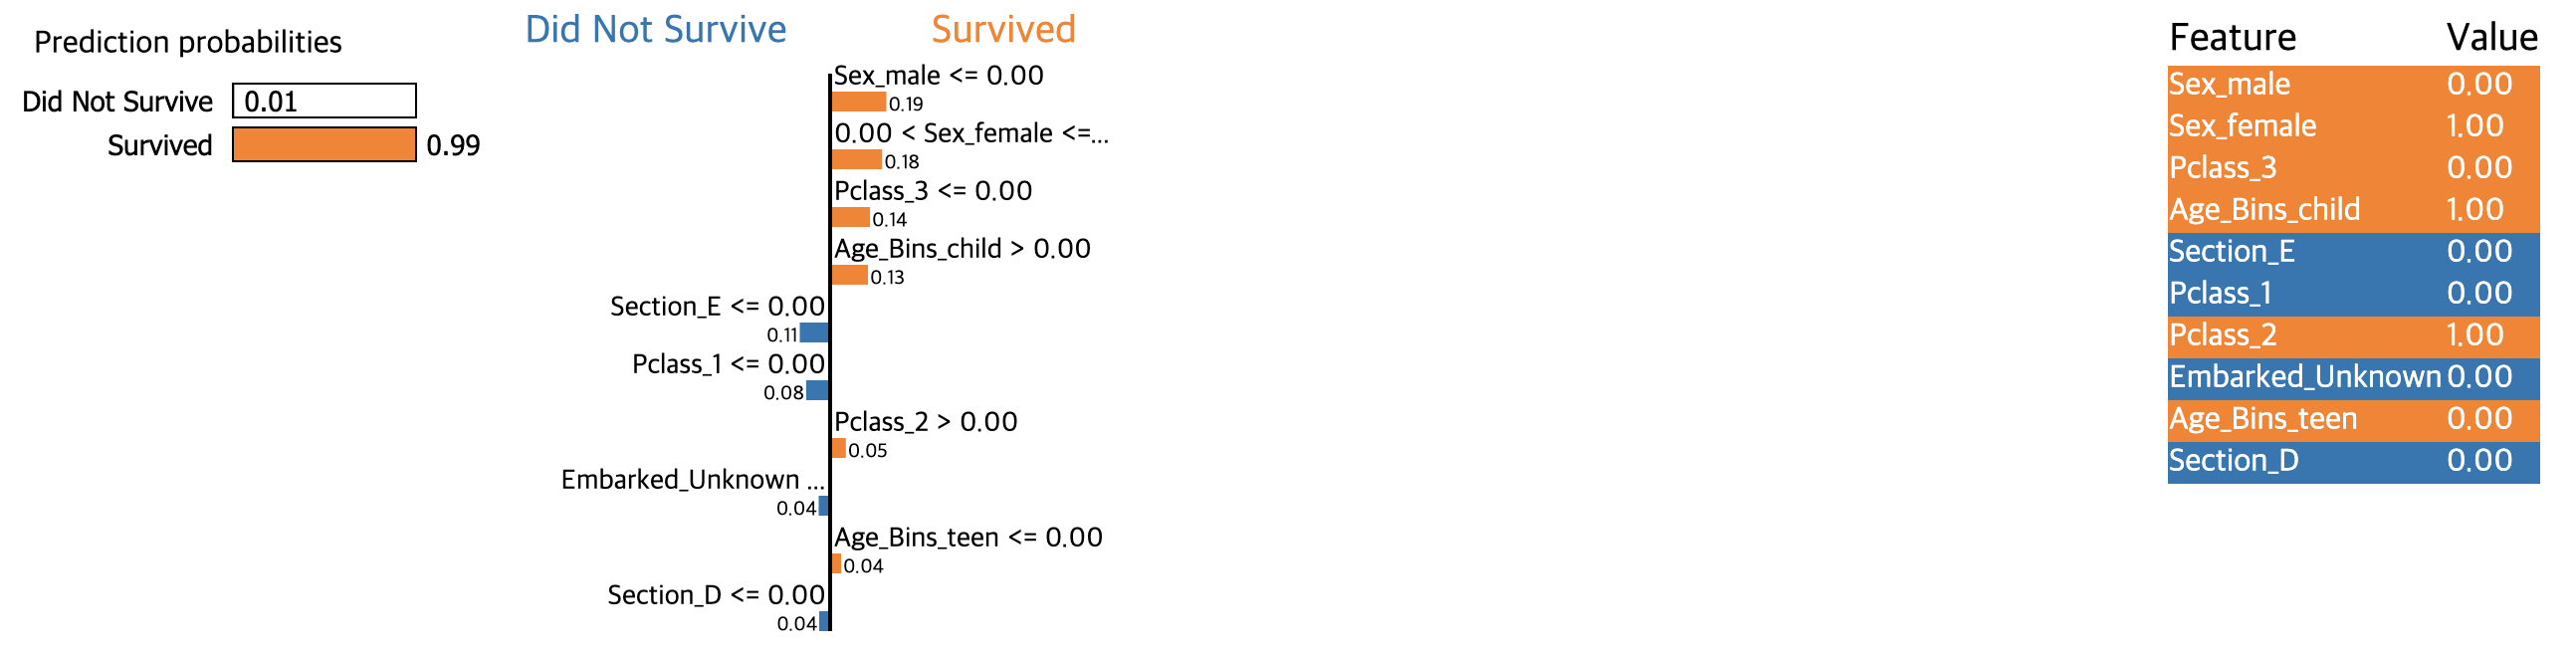 Prediction probabilities
Did Not Survive 0.01
Survived 0.99
Did Not Survive Survived
Sex_male <= 0.00
0.19
0.00 < Sex_female <=...
0.18
Pclass_3 <= 0.00
0.14
Age_Bins_child > 0.00
0.13
Section_E <= 0.00
0.11
Pclass_1 <= 0.00
0.08
Pclass_2 > 0.00
0.05
Embarked_Unknown ...
0.04
Age_Bins_teen <= 0.00
0.04
Section_D <= 0.00
0.04
Feature Value
Sex_male 0.00
Sex_female 1.00
Pclass_3 0.00
Age_Bins_child 1.00
Section_E 0.00
Pclass_1 0.00
Pclass_2 1.00
Embarked_Unknown 0.00
Age_Bins_teen 0.00
Section_D 0.00